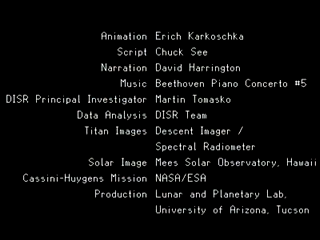 Animation Erich Karkoschka
Script Chuck See
Narration David Harrington
Music Beethoven Piano Concerto #5
DISR Principal Investigator Martin Tomasko
Data Analysis DISR Team
Titan Images Descent Imager /
Spectral Radiometer
Solar Image Mees Solar Observatory, Hawaii
Cassini-Huygens Mission NASA/ESA
Production Lunar and Planetary Lab,
University of Arizona, Tucson